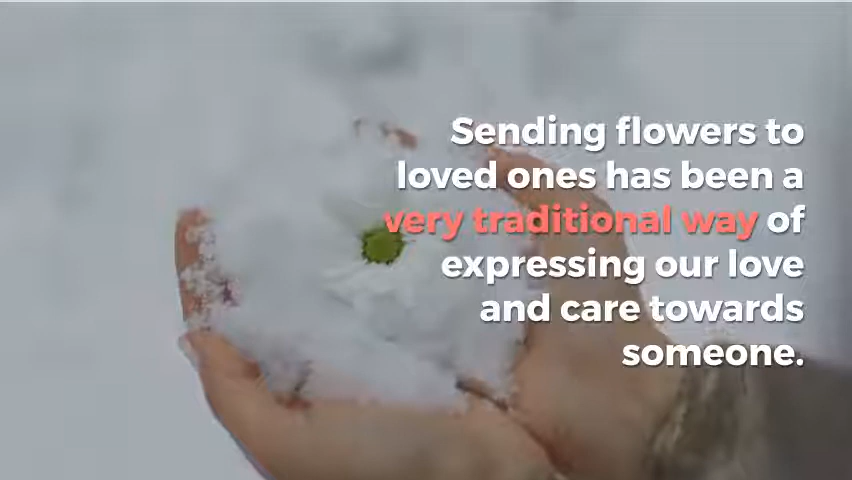 Sending flowers to
loved ones has been a
very traditional way of
expressing our love
and care towards
someone.